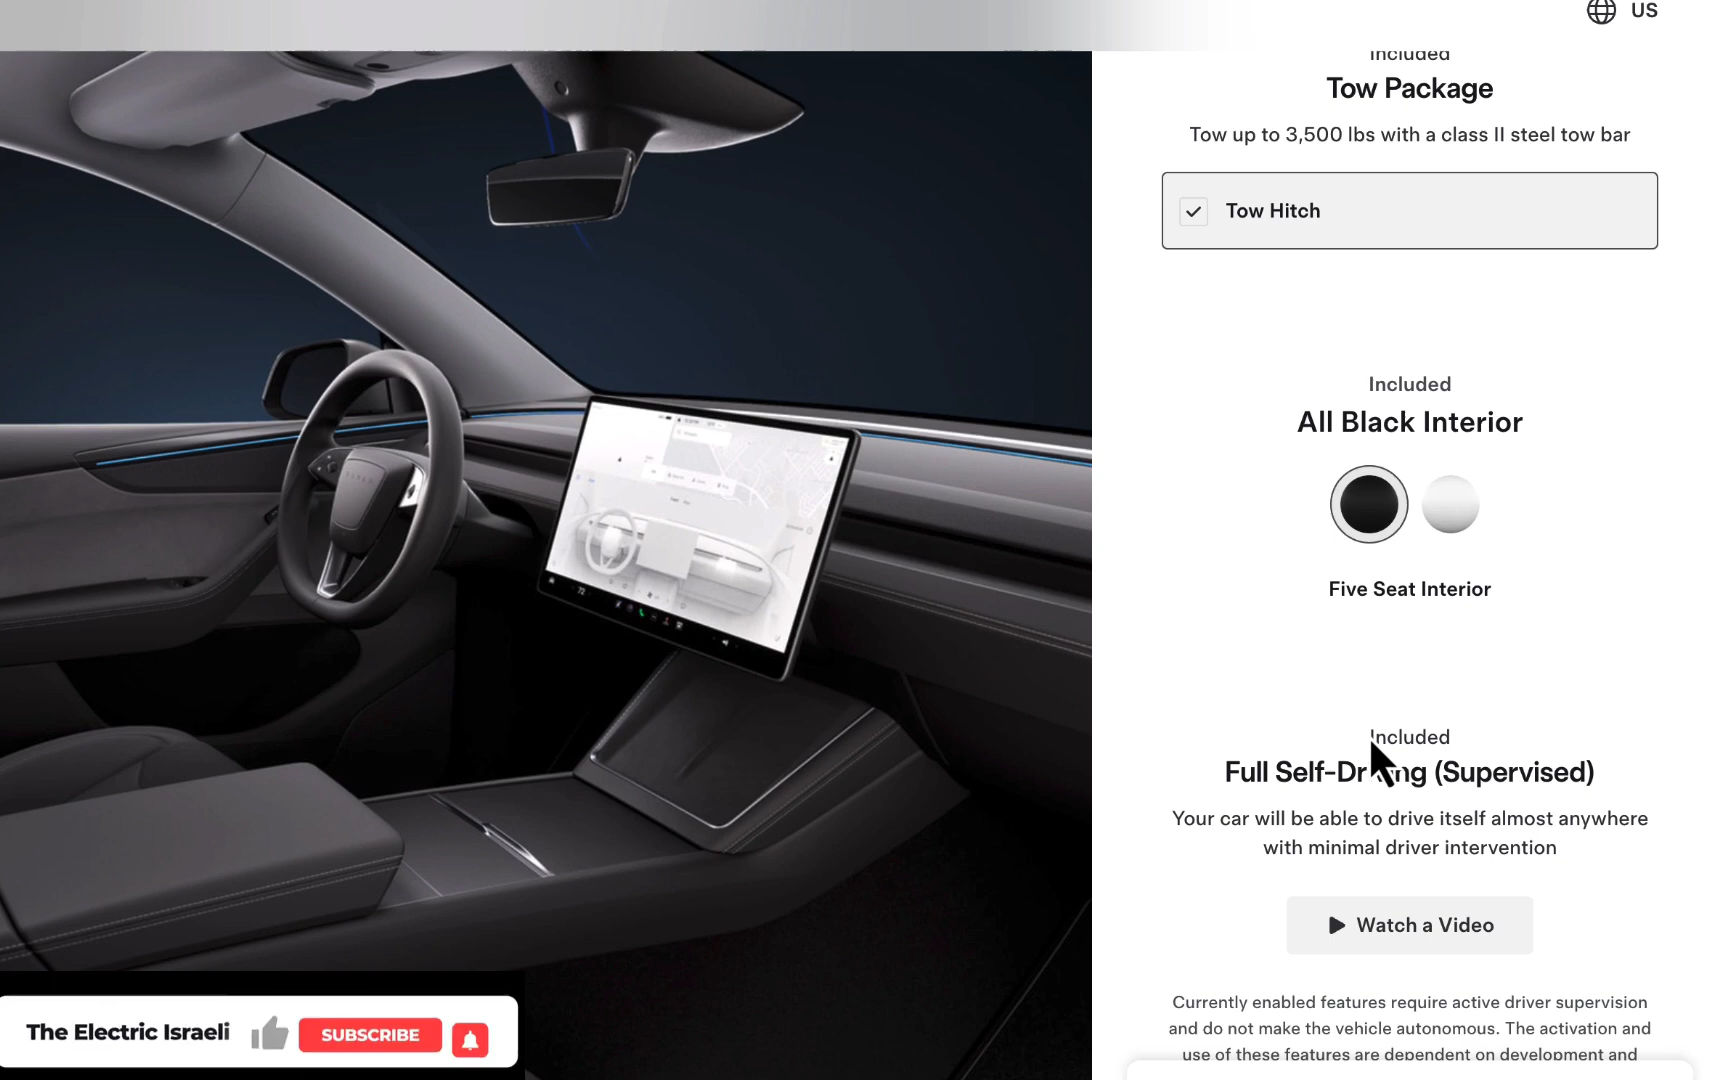 US
Included
Tow Package
Tow up to 3,500 lbs with a class II steel tow bar
Tow Hitch
Included
All Black Interior
Five Seat Interior
Included
Full Self-Dr ng (Supervised)
Your car will be able to drive itself almost anywhere
with minimal driver intervention
Watch a Video
Currently enabled features require active driver supervision
and do not make the vehicle autonomous. The activation and
use of these features are dependent on development and
72
The Electric Israeli
SUBSCRIBE